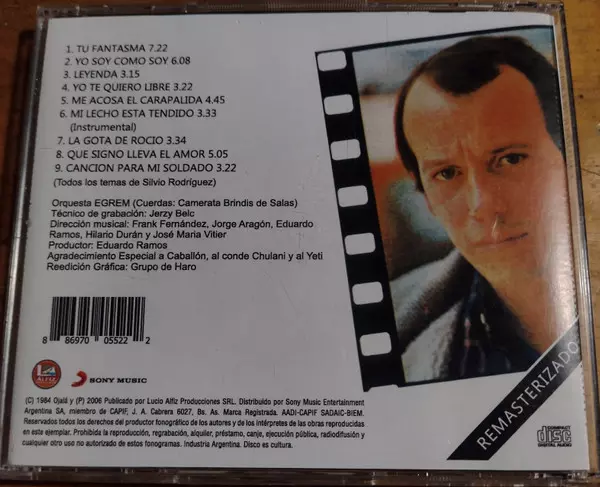 1. TU FANTASMA 7.22
2. YO SOY COMO SOY 6.08
3. LEYENDA 3.15
4. YO TE QUIERO LIBRE 3.22
5. ME ACOSA EL CARAPALIDA 4.45
6. MI LECHO ESTA TENDIDO 3.33
(Instrumental)
7. LA GOTA DE ROCIO 3.34
8. QUE SIGNO LLEVA EL AMOR 5.05
9. CANCION PARA MI SOLDADO 3.22
(Todos los temas de Silvio Rodríguez)
Orquesta EGREM (Cuerdas: Camerata Brindis de Salas)
Técnico de grabación: Jerzy Belc
Dirección musical: Frank Fernández, Jorge Aragón, Eduardo
Ramos, Hilario Durán y José Maria Vitier
Productor: Eduardo Ramos
Agradecimiento Especial a Caballón, al conde Chulani y al Yeti
Reedición Gráfica: Grupo de Haro
8 86970 05522 2
ALFIZ
SONY MUSIC
(C) 1984 Ojalá y (P) 2006 Publicado por Lucio Alfiz Producciones SRL. Distribuido por Sony Music Entertainment
Argentina SA, miembro de CAPIF, J. A. Cabrera 6027, Bs. As. Marca Registrada. AADI-CAPIF SADAIC-BIEM.
Reservados todos los derechos del productor fonográfico de los autores y de los intérpretes de las obras reproducidas
en este ejemplar. Prohibida la reproducción, regrabación, alquiler, préstamo, canje, ejecución pública, radiodifusión y
cualquier otro uso no autorizado de estos fonogramas. Industria Argentina. Disco es cultura.
REMASTERIZADO
COMPACT
disc
DIGITAL AUDIO